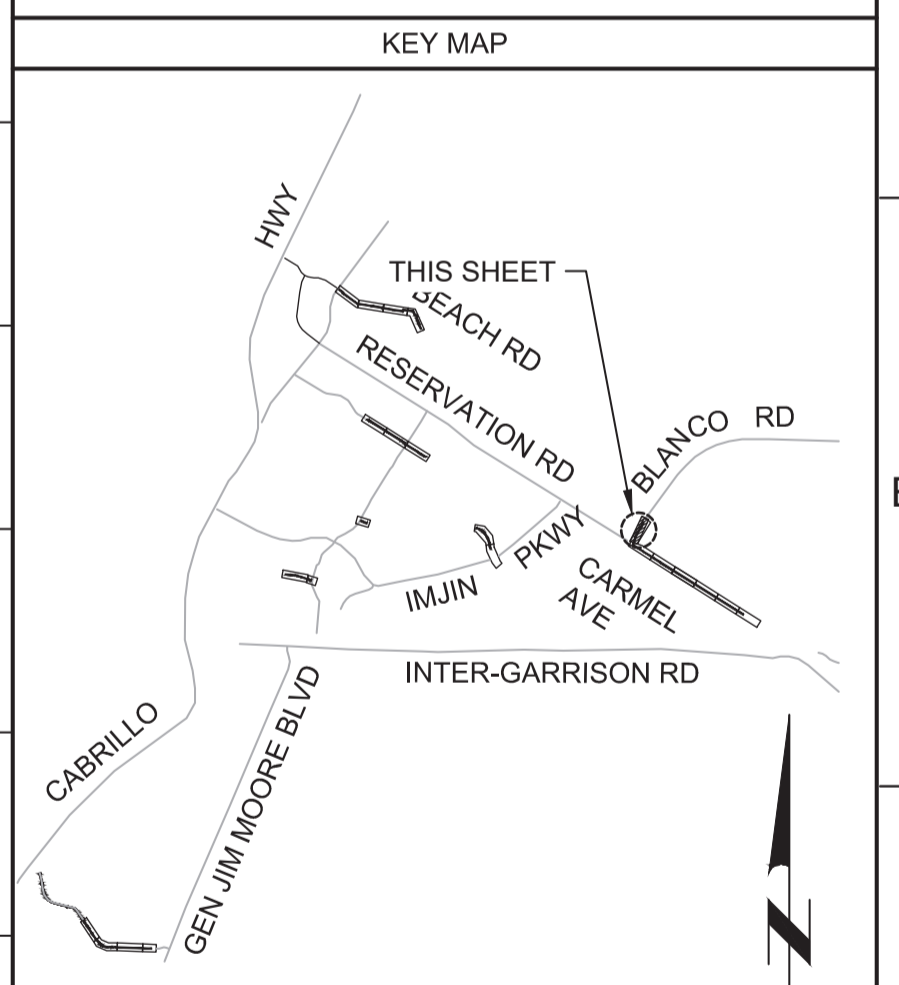 KEY MAP
HWY
THIS SHEET
BEACH RD
RESERVATION RD
BLANCO RD
IMJIN PKWY
CARMEL
AVE
INTER-GARRISON RD
CABRILLO
GEN JIM MOORE BLVD
N